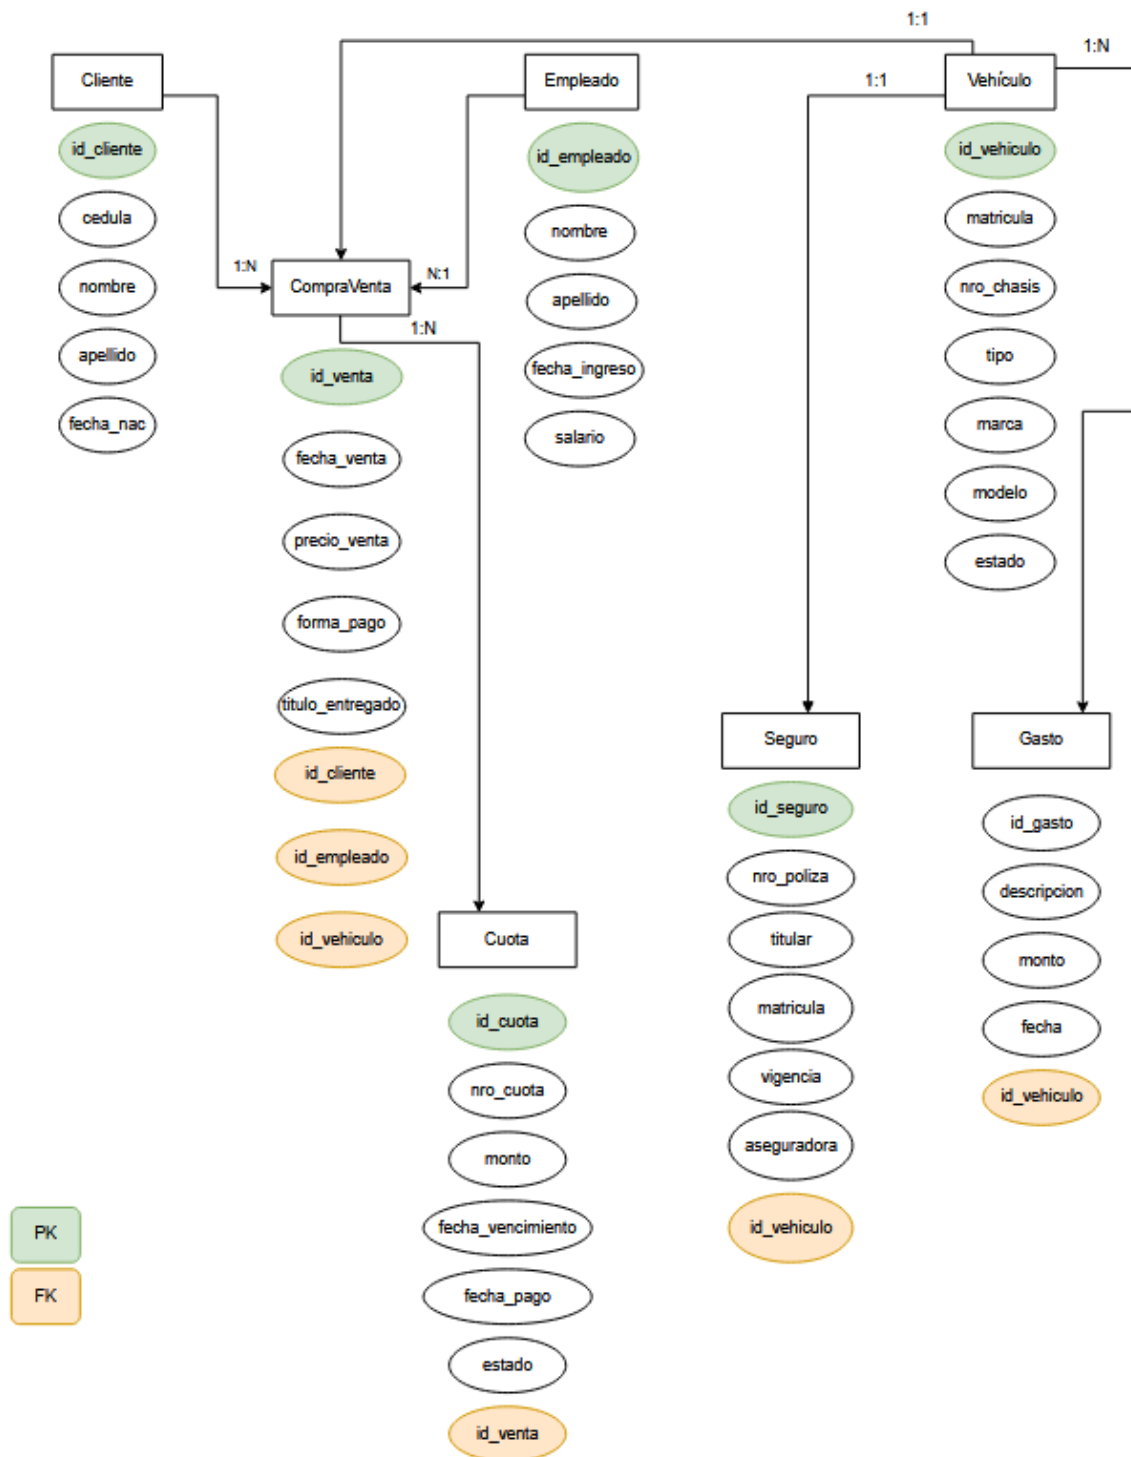 1:1
1:N
Cliente
Empleado
1:1
Vehículo
id_cliente
id_empleado
id_vehiculo
cedula
nombre
matricula
nombre
1:N
CompraVenta
N:1
apellido
nro_chasis
1:N
apellido
id_venta
fecha_ingreso
tipo
fecha_nac
fecha_venta
salario
marca
precio_venta
modelo
forma_pago
estado
titulo_entregado
id_cliente
Seguro
Gasto
id_empleado
id_seguro
id_gasto
id_vehiculo
Cuota
nro_poliza
descripcion
titular
monto
id_cuota
matricula
fecha
nro_cuota
vigencia
id_vehiculo
monto
aseguradora
PK
fecha_vencimiento
id_vehiculo
FK
fecha_pago
estado
id_venta